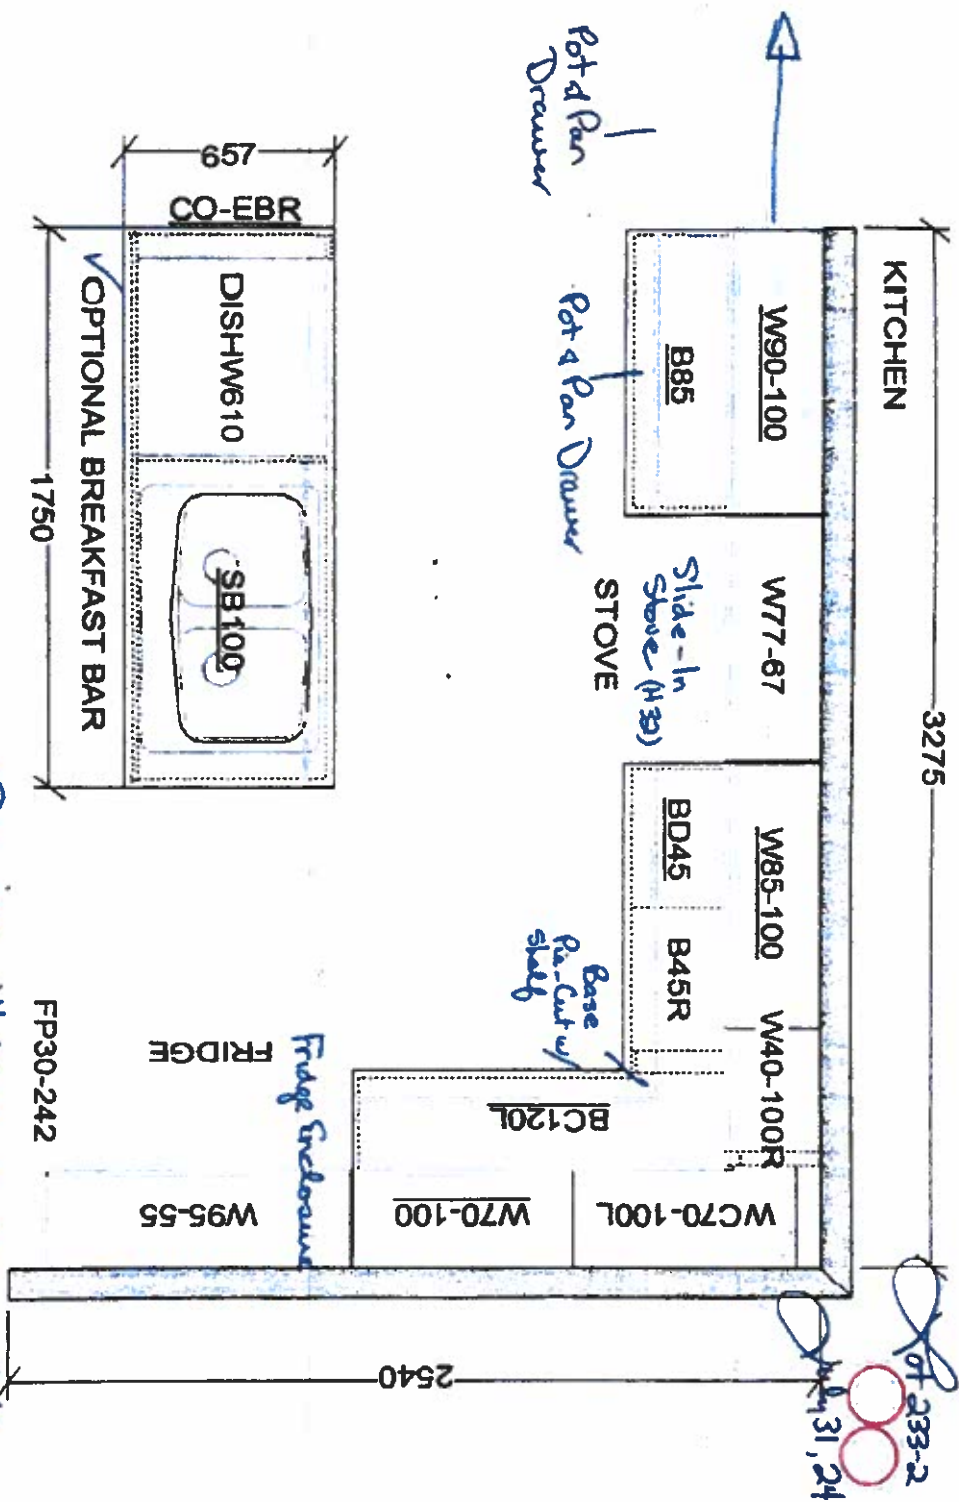 KITCHEN
3275
W90-100
B85
W77-67
Slide-In
Stove (H30)
STOVE
W85-100
W40-100R
BD45
B45R
WC70-100L
W70-100
W95-55
BC120L
FRIDGE
Fridge Enclosure
FP30-242
2540
Base
Pie-Cut w/
shelf
Pot & Pan
Drawer
Pot & Pan Drawer
657
CO-EBR
DISHW610
SB100
OPTIONAL BREAKFAST BAR
1750
Lot 233-2
July 31, 24